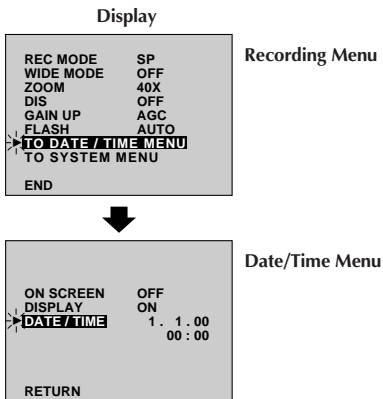 Display
Recording Menu
REC MODE SP
WIDE MODE OFF
ZOOM 40X
DIS OFF
GAIN UP AGC
FLASH AUTO
TO DATE / TIME MENU
TO SYSTEM MENU
END
Date/Time Menu
ON SCREEN OFF
DISPLAY ON
DATE / TIME 1 . 1 . 00
00 : 00
RETURN